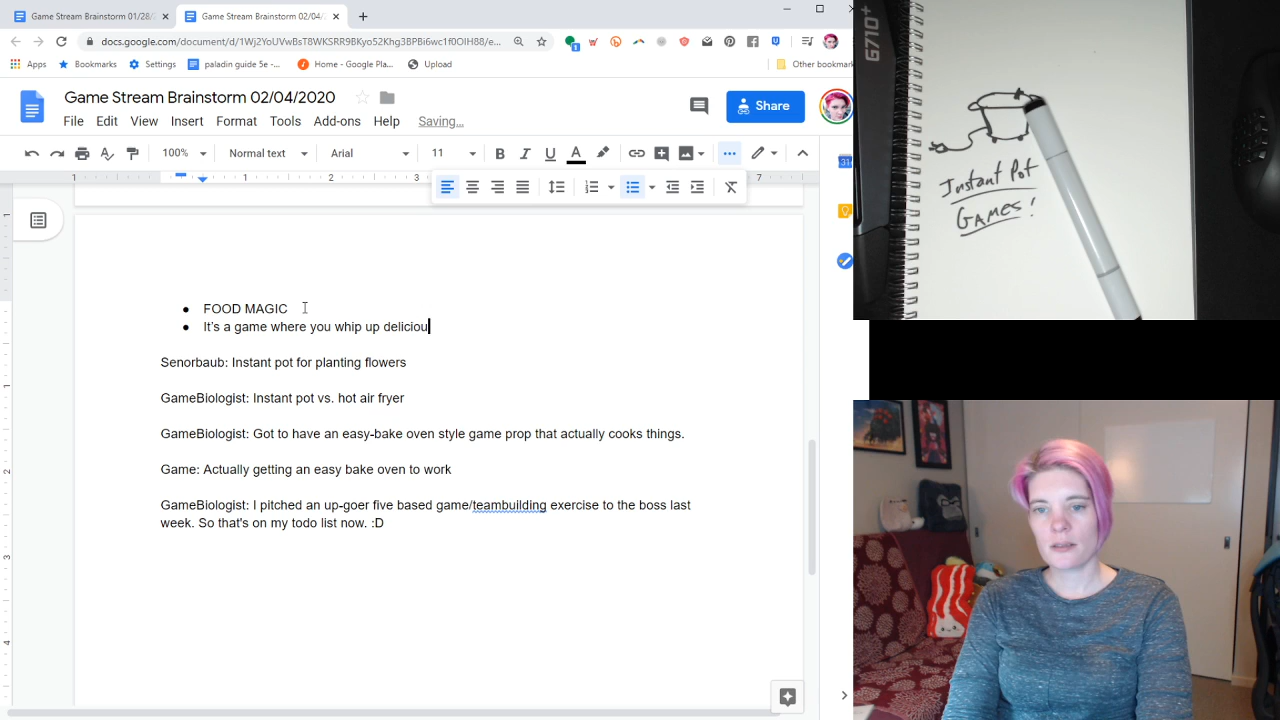 Game Stream Brainstorm 01/28/
Game Stream Brainstorm 02/04/
docs.google.com/document/d/1Wj2YoUVwBsT8WKSRR9BKyo52Khg3BPBi6wc1f0OlH88/e...
Apps
Bookmarks
paladin guide 5e -...
Home - Google Pla...
Upload
Other bookmark
Game Stream Brainstorm 02/04/2020
File Edit View Insert Format Tools Add-ons Help Saving...
Share
100% Normal text Arial 11
FOOD MAGIC
It's a game where you whip up deliciou
Senorbaub: Instant pot for planting flowers
GameBiologist: Instant pot vs. hot air fryer
GameBiologist: Got to have an easy-bake oven style game prop that actually cooks things.
Game: Actually getting an easy bake oven to work
GameBiologist: I pitched an up-goer five based game/teambuilding exercise to the boss last
week. So that's on my todo list now. :D
G710+
Instant Pot
GAMES!